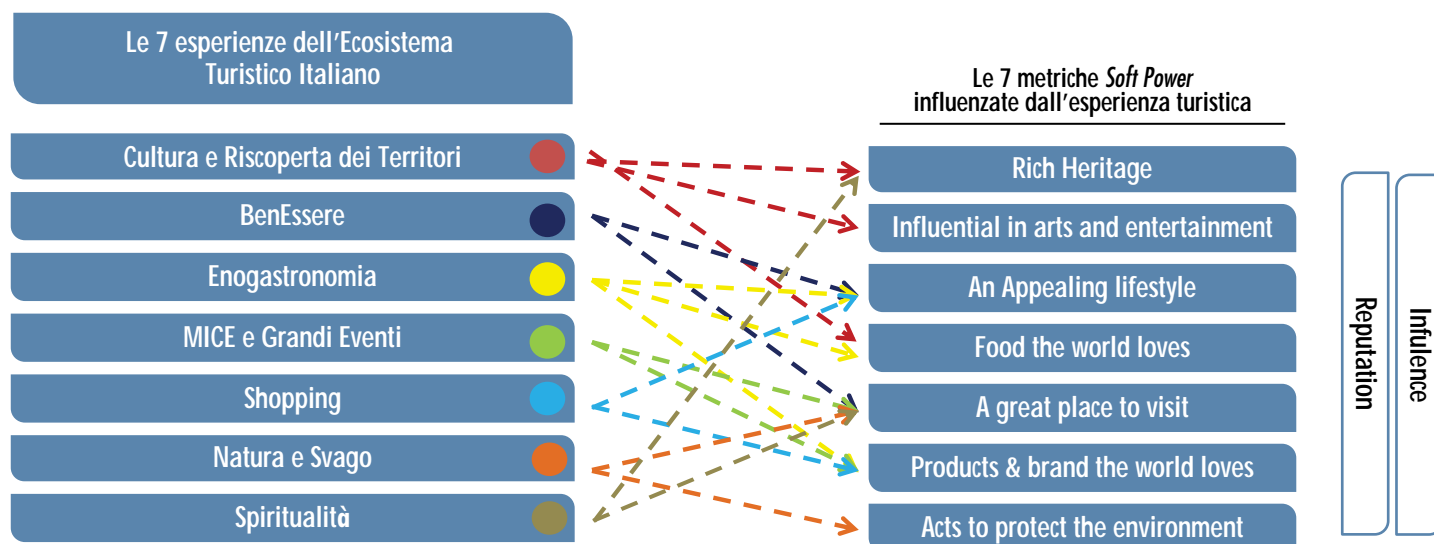 Le 7 esperienze dell'Ecosistema
Turistico Italiano
Le 7 metriche Soft Power
influenzate dall'esperienza turistica
Cultura e Riscoperta dei Territori
BenEssere
Enogastronomia
MICE e Grandi Eventi
Shopping
Natura e Svago
Spiritualità
Rich Heritage
Influential in arts and entertainment
An Appealing lifestyle
Food the world loves
A great place to visit
Products & brand the world loves
Acts to protect the environment
Reputation
Infulence